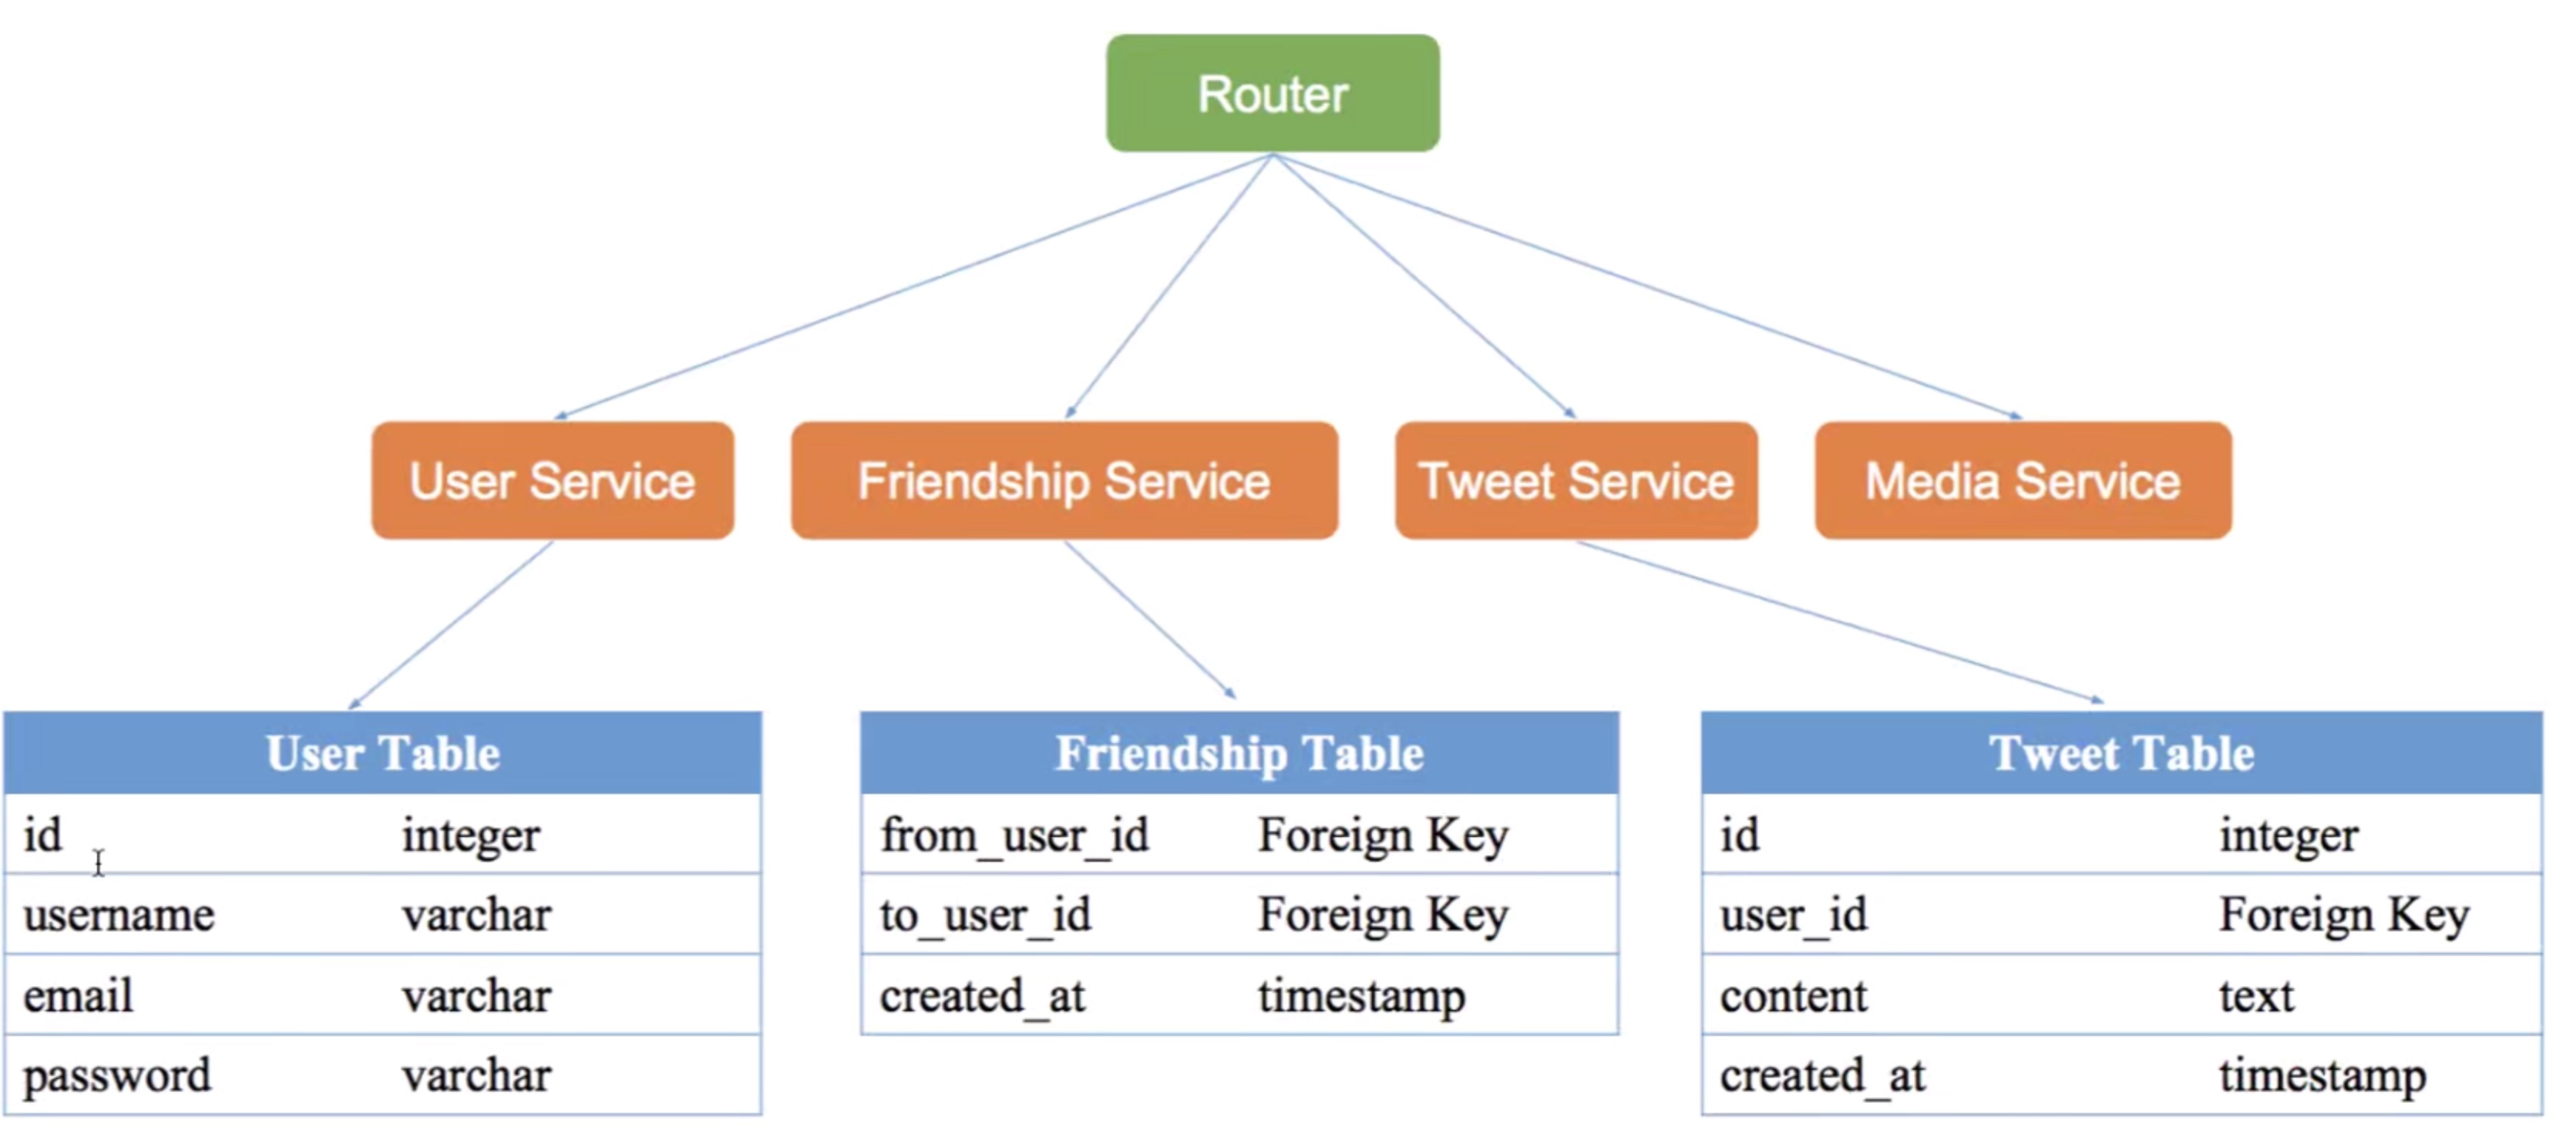 Router
User Service
Friendship Service
Tweet Service
Media Service
User Table
id integer
username varchar
email varchar
password varchar
Friendship Table
from_user_id Foreign Key
to_user_id Foreign Key
created_at timestamp
Tweet Table
id integer
user_id Foreign Key
content text
created_at timestamp